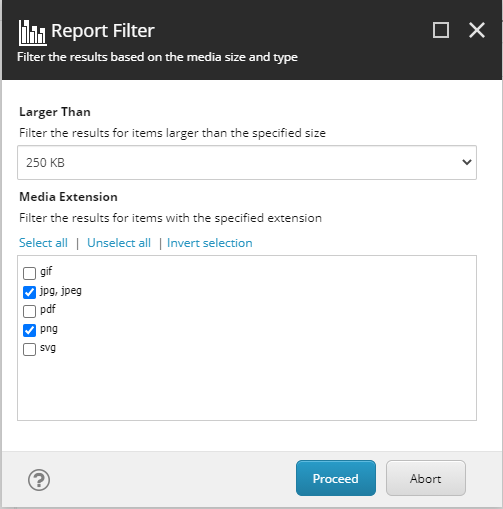 Report Filter
Filter the results based on the media size and type
Larger Than
Filter the results for items larger than the specified size
250 KB
Media Extension
Filter the results for items with the specified extension
Select all | Unselect all | Invert selection
gif
jpg, jpeg
pdf
png
svg
?
Proceed Abort